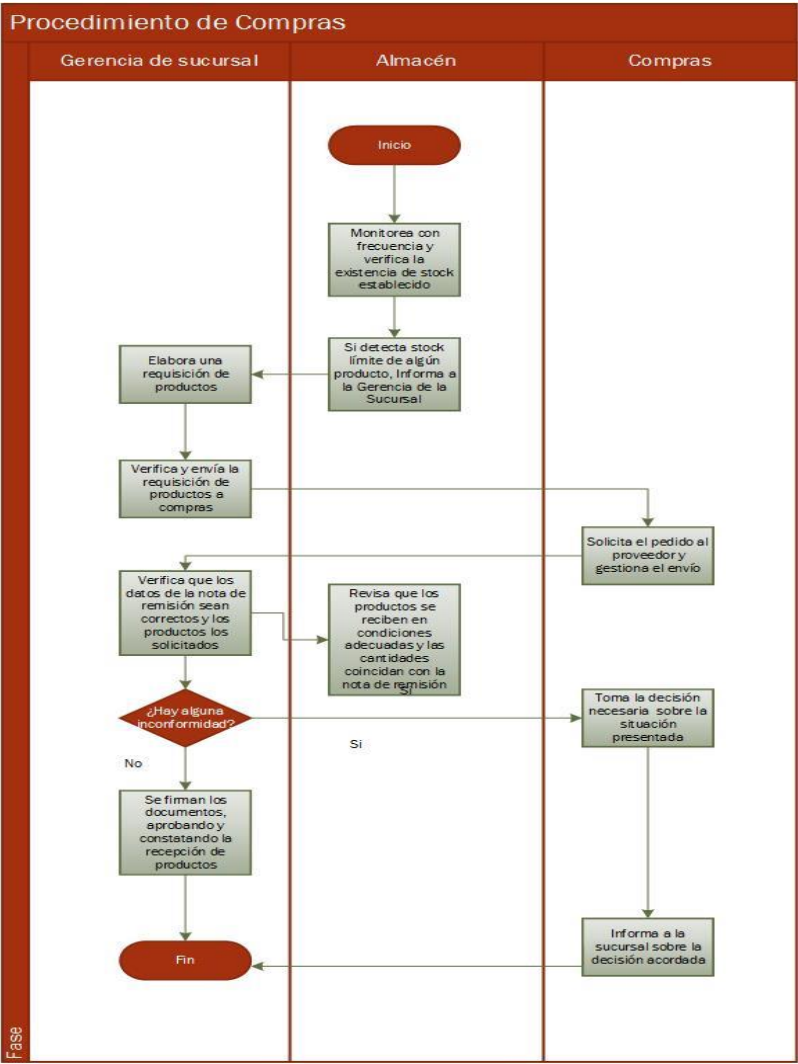 Procedimiento de Compras
Gerencia de sucursal
Almacén
Compras
Inicio
Monitorea con
frecuencia y
verifica la
existencia de stock
establecido
Si detecta stock
límite de algún
producto, Informa a
la Gerencia de la
Sucursal
Elabora una
requisición de
productos
Verifica y envía la
requisición de
productos a
compras
Solicita el pedido al
proveedor y
gestiona el envío
Verifica que los
datos de la nota de
remisión sean
correctos y los
productos los
solicitados
Revisa que los
productos se
reciben en
condiciones
adecuadas y las
cantidades
coincidan con la
nota de remisión
Si
¿Hay alguna
inconformidad?
Si
Toma la decisión
necesaria sobre la
situación
presentada
No
Se firman los
documentos,
aprobando y
constatando la
recepción de
productos
Informa a la
sucursal sobre la
decisión acordada
Fin
Fase